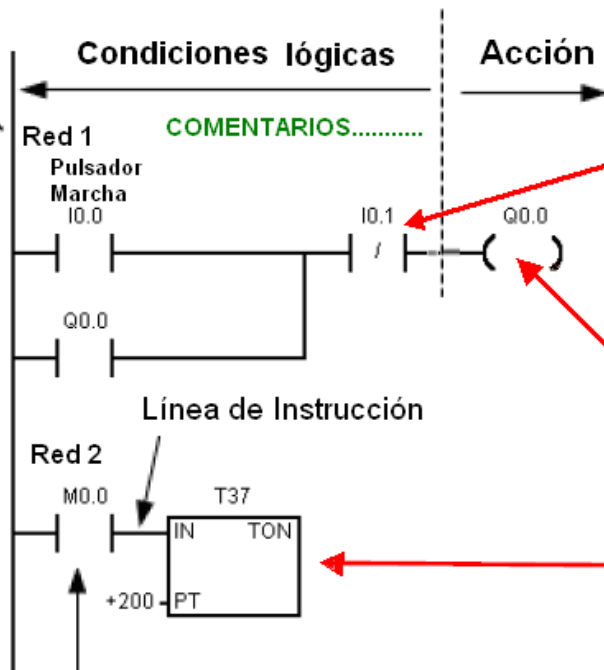 Condiciones lógicas
Acción
Red 1
COMENTARIOS...........
Pulsador
Marcha
I0.0
I0.1
Q0.0
/
Q0.0
Línea de Instrucción
Red 2
M0.0
T37
IN TON
+200
PT